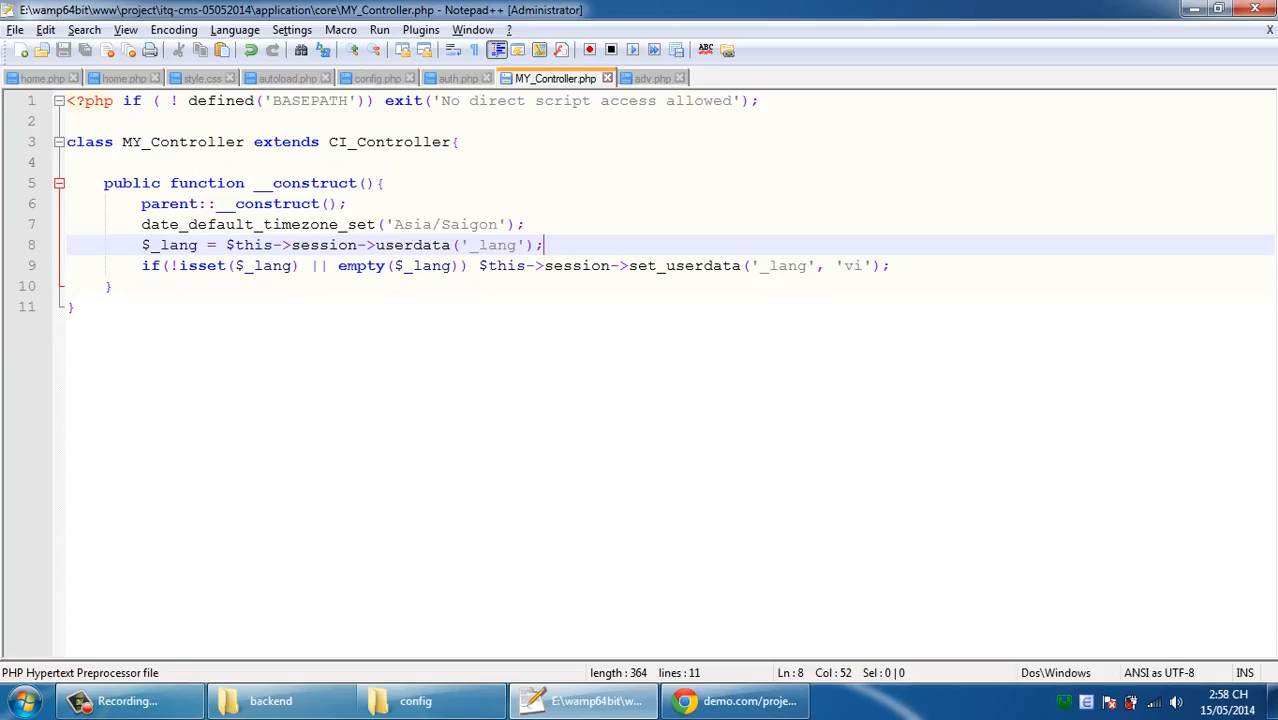 E:\wamp64bit\www\project\itq-cms-05052014\application\core\MY_Controller.php - Notepad++ [Administrator]
File Edit Search View Encoding Language Settings Macro Run Plugins Window ? X
home.php home.php style.css autoload.php config.php auth.php MY_Controller.php adv.php
1 <?php if ( ! defined('BASEPATH')) exit('No direct script access allowed');
2
3 class MY_Controller extends CI_Controller{
4
5 public function __construct(){
6 parent::__construct();
7 date_default_timezone_set('Asia/Saigon');
8 $_lang = $this->session->userdata('_lang');
9 if(!isset($_lang) || empty($_lang)) $this->session->set_userdata('_lang', 'vi');
10 }
11 }
PHP Hypertext Preprocessor file length : 364 lines : 11 Ln : 8 Col : 52 Sel : 0 | 0 Dos\Windows ANSI as UTF-8 INS
Recording... backend config E:\wamp64bit\w... demo.com/proje... 2:58 CH
15/05/2014